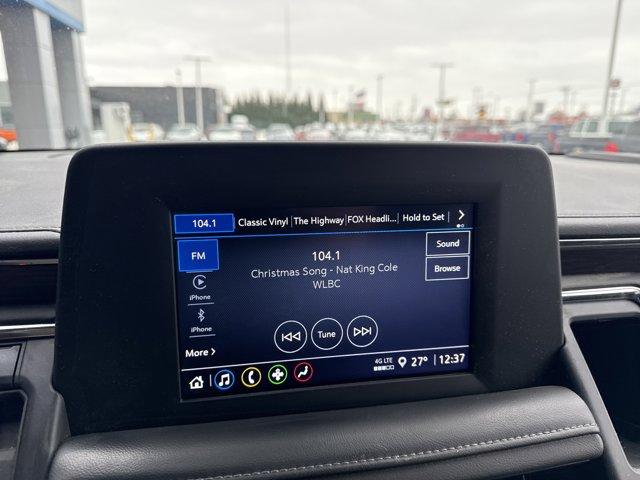 104.1 Classic Vinyl The Highway FOX Headli... Hold to Set
FM
104.1
Christmas Song - Nat King Cole
WLBC
Sound
Browse
iPhone
iPhone
Tune
More
4G LTE 27° 12:37